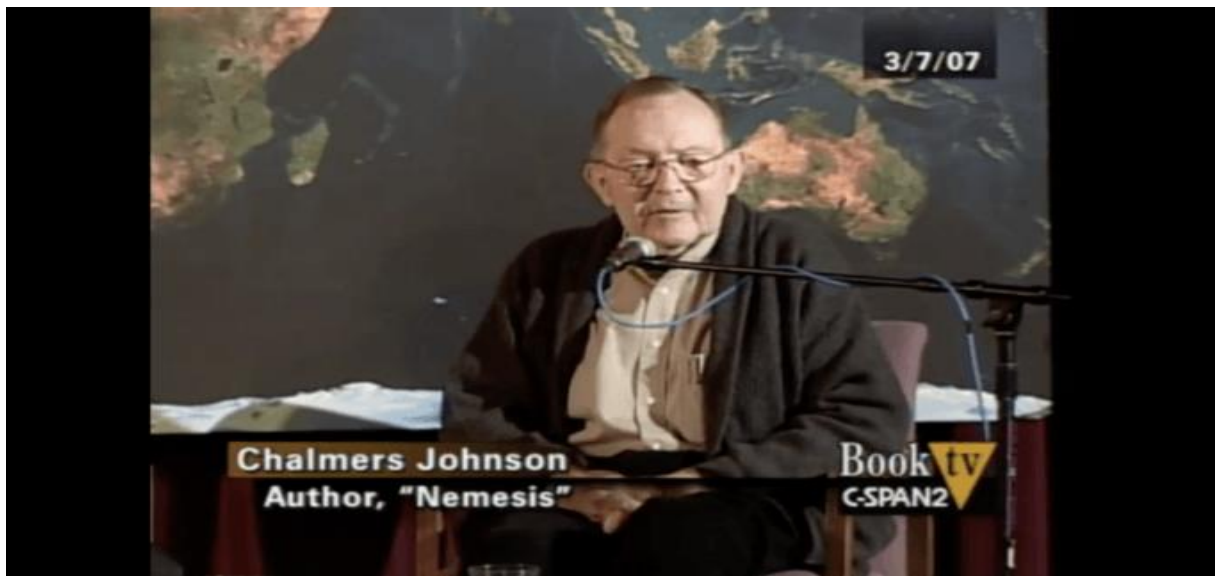 3/7/07
Chalmers Johnson
Author, “Nemesis”
Book tv
C-SPAN2